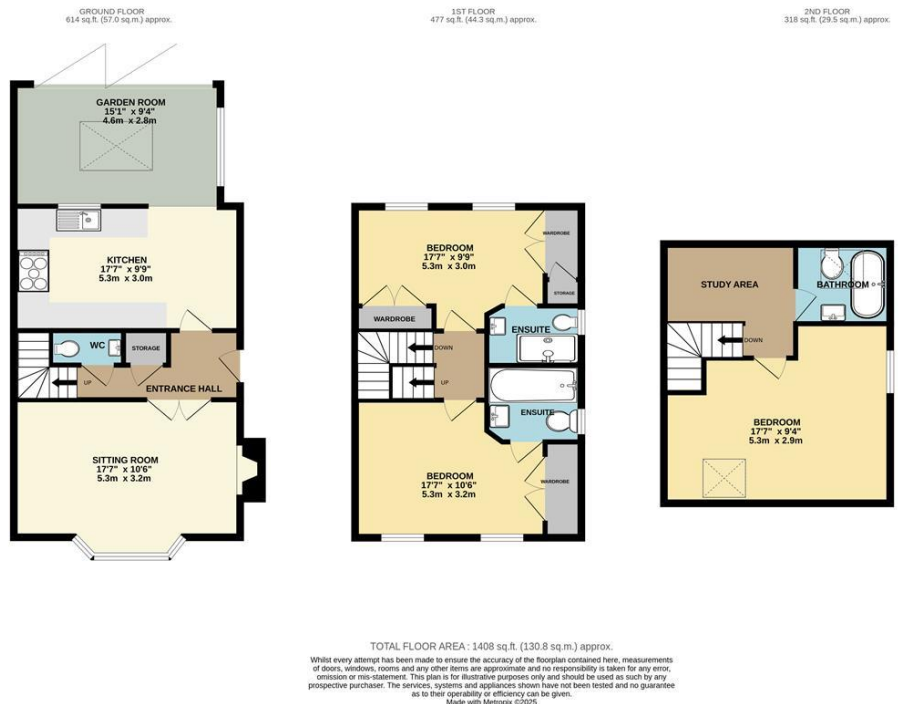 GROUND FLOOR
614 sq.ft. (57.0 sq.m.) approx.
1ST FLOOR
477 sq.ft. (44.3 sq.m.) approx.
2ND FLOOR
318 sq.ft. (29.5 sq.m.) approx.
GARDEN ROOM
15'1" x 9'4"
4.6m x 2.8m
KITCHEN
17'7" x 9'9"
5.3m x 3.0m
WC
STORAGE
UP
ENTRANCE HALL
SITTING ROOM
17'7" x 10'6"
5.3m x 3.2m
BEDROOM
17'7" x 9'9"
5.3m x 3.0m
WARDROBE
STORAGE
WARDROBE
ENSUITE
DOWN
UP
ENSUITE
BEDROOM
17'7" x 10'6"
5.3m x 3.2m
WARDROBE
STUDY AREA
BATHROOM
DOWN
BEDROOM
17'7" x 9'4"
5.3m x 2.9m
TOTAL FLOOR AREA : 1408 sq.ft. (130.8 sq.m.) approx.
Whilst every attempt has been made to ensure the accuracy of the floorplan contained here, measurements
of doors, windows, rooms and any other items are approximate and no responsibility is taken for any error,
omission or mis-statement. This plan is for illustrative purposes only and should be used as such by any
prospective purchaser. The services, systems and appliances shown have not been tested and no guarantee
as to their operability or efficiency can be given.
Made with Metropix ©2025